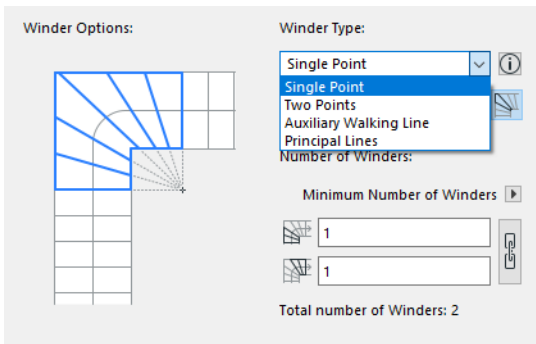 Winder Options:
Winder Type:
Single Point
Single Point
Two Points
Auxiliary Walking Line
Principal Lines
Number of Winders:
Minimum Number of Winders
1
1
Total number of Winders: 2